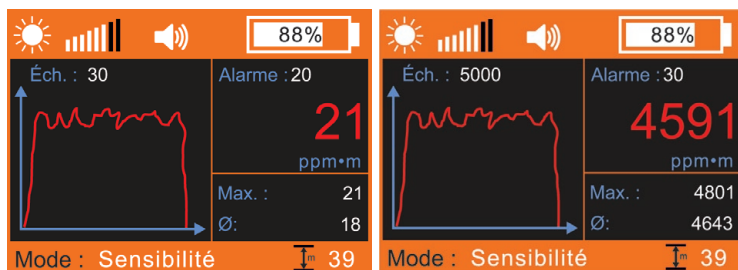 88%
Éch. : 30
Alarme : 20
21
ppm•m
Max. : 21
Ø: 18
Mode : Sensibilité m 39
88%
Éch. : 5000
Alarme : 30
4591
ppm•m
Max. : 4801
Ø: 4643
Mode : Sensibilité m 39